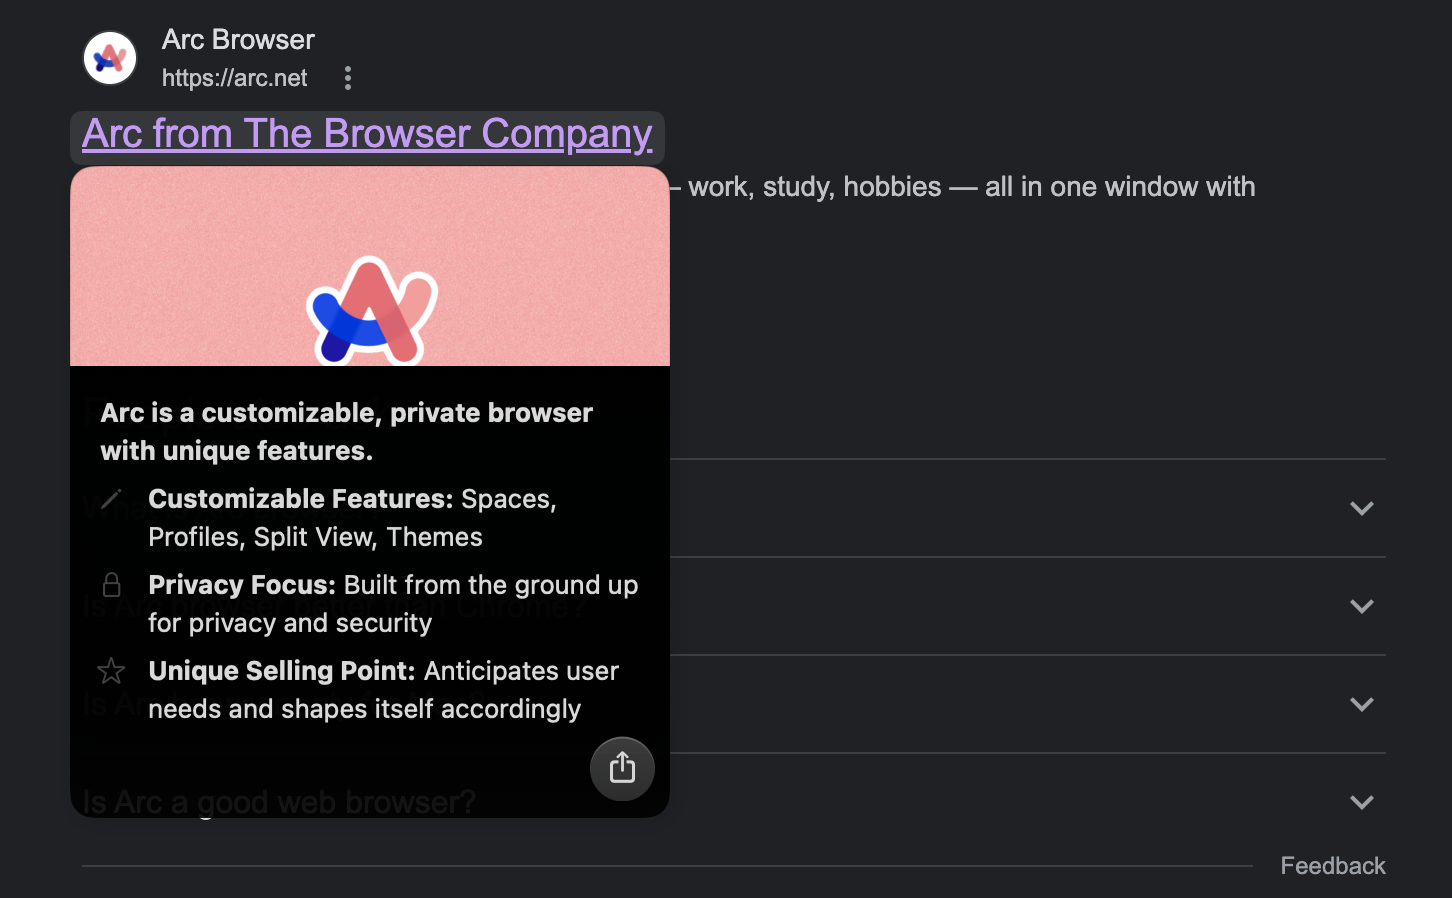 Arc Browser
https://arc.net
Arc from The Browser Company
– work, study, hobbies — all in one window with
Arc is a customizable, private browser
with unique features.
Customizable Features: Spaces,
Profiles, Split View, Themes
Privacy Focus: Built from the ground up
for privacy and security
Unique Selling Point: Anticipates user
needs and shapes itself accordingly
Is Arc a good web browser?
Feedback